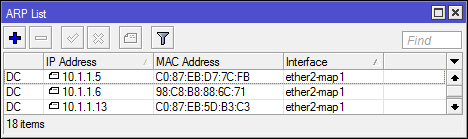 ARP List
Find
IP Address MAC Address Interface
DC 10.1.1.5 C0:87:EB:D7:7C:FB ether2-map1
DC 10.1.1.6 98:C8:B8:88:6C:71 ether2-map1
DC 10.1.1.13 C0:87:EB:5D:B3:C3 ether2-map1
18 items